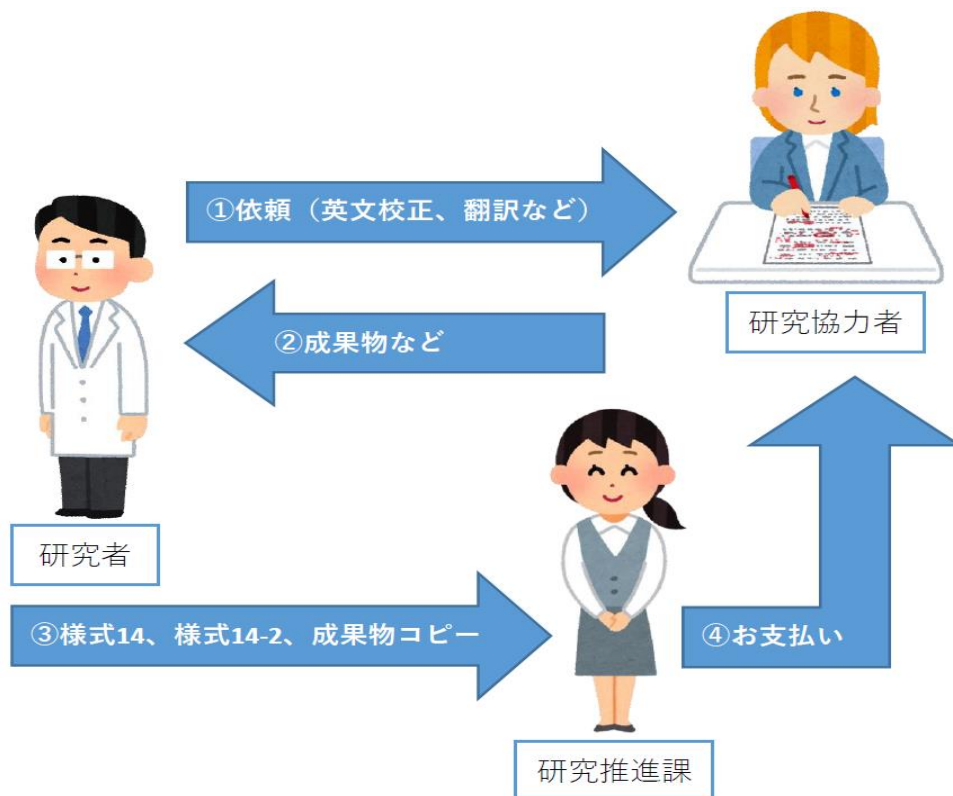 ①依頼（英文校正、翻訳など）
研究協力者
②成果物など
研究者
③様式14、様式14-2、成果物コピー
④お支払い
研究推進課